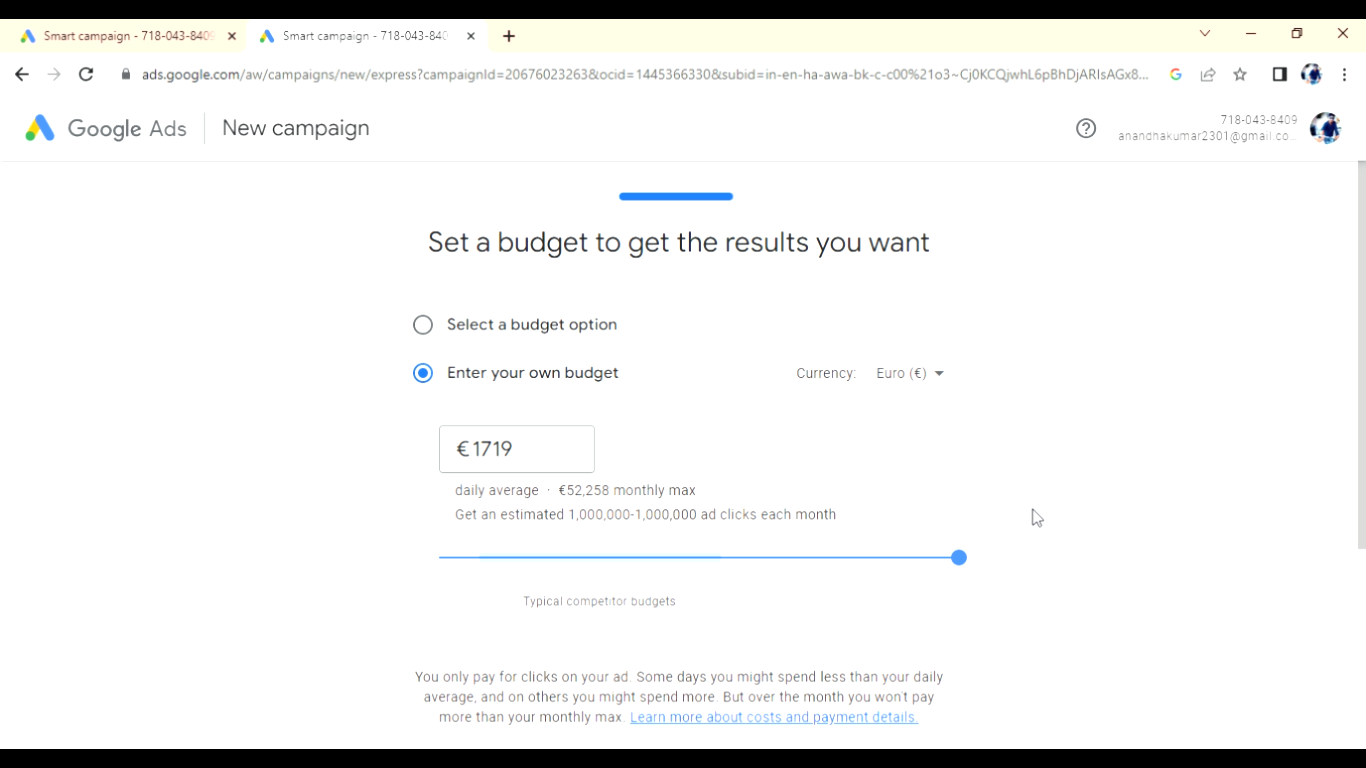 Smart campaign - 718-043-8409
Smart campaign - 718-043-840
ads.google.com/aw/campaigns/new/express?campaignId=20676023263&ocid=1445366330&subid=in-en-ha-awa-bk-c-c00%21o3~Cj0KCQjwhL6pBhDjARIsAGx8...
Google Ads New campaign
718-043-8409
anandhakumar2301@gmail.co...
Set a budget to get the results you want
Select a budget option
Enter your own budget Currency: Euro (€)
€1719
daily average · €52,258 monthly max
Get an estimated 1,000,000-1,000,000 ad clicks each month
Typical competitor budgets
You only pay for clicks on your ad. Some days you might spend less than your daily
average, and on others you might spend more. But over the month you won't pay
more than your monthly max. Learn more about costs and payment details.